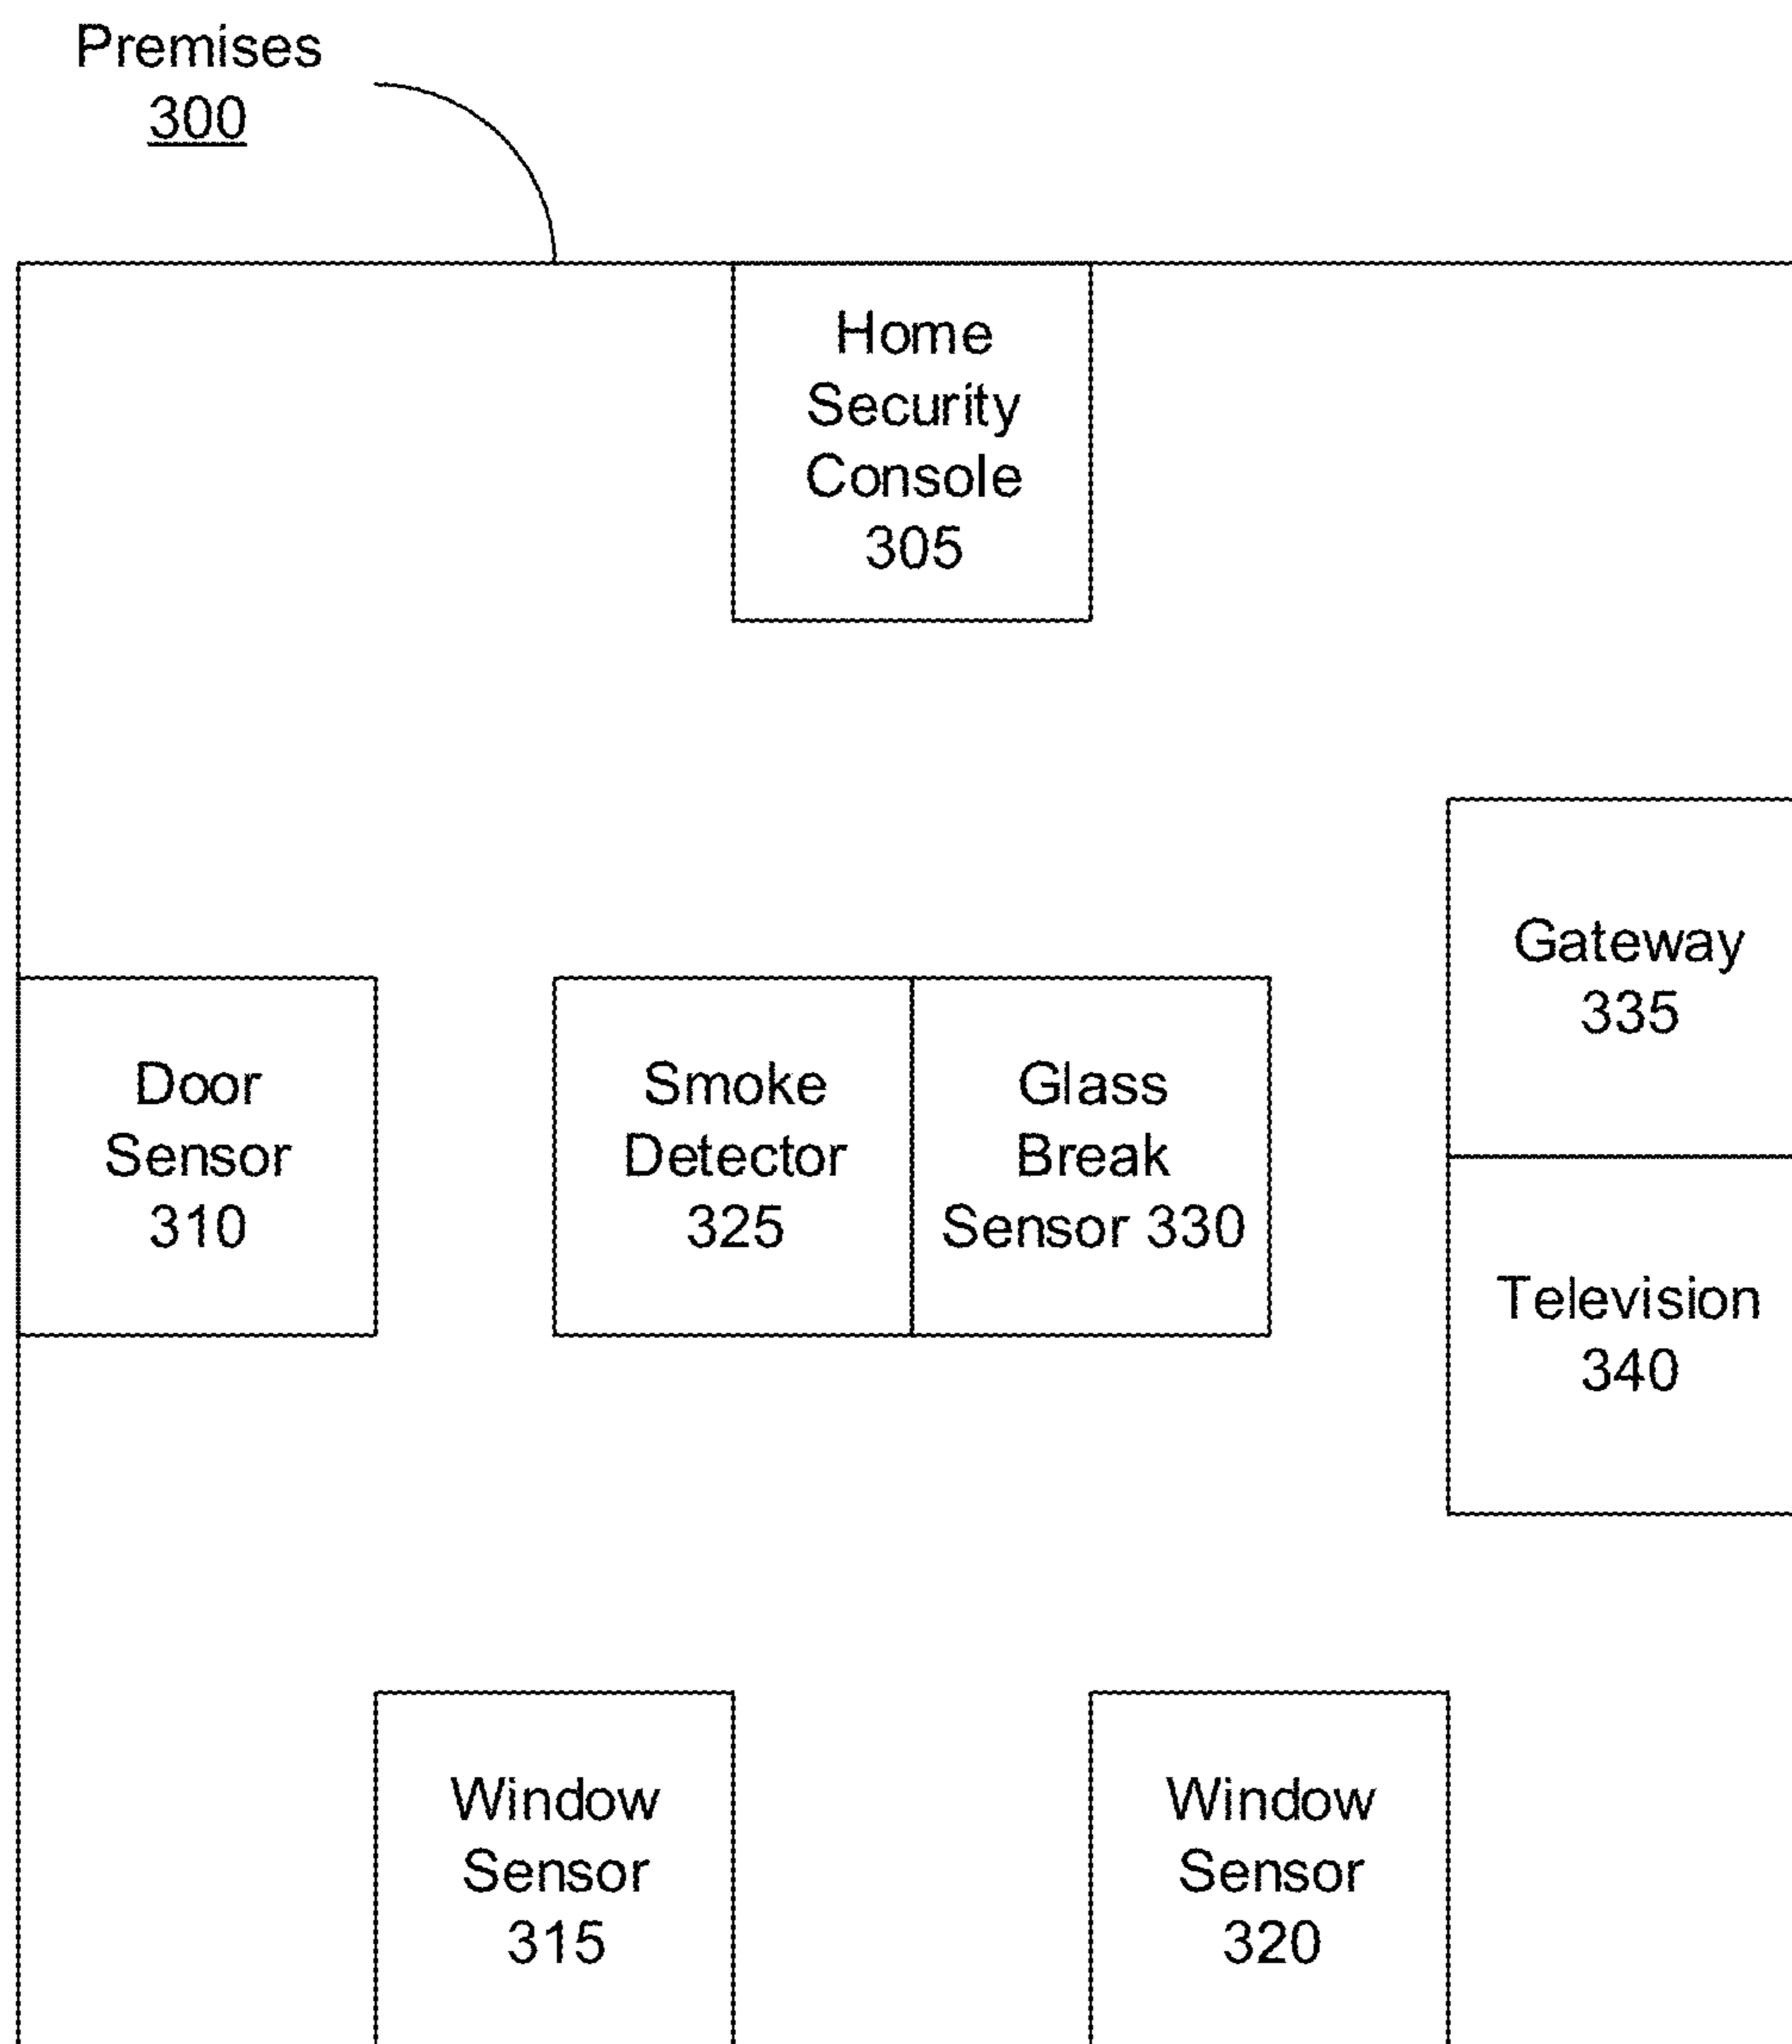 Premises
300
Home
Security
Console
305
Gateway
335
Door
Sensor
310
Smoke
Detector
325
Glass
Break
Sensor 330
Television
340
Window
Sensor
315
Window
Sensor
320